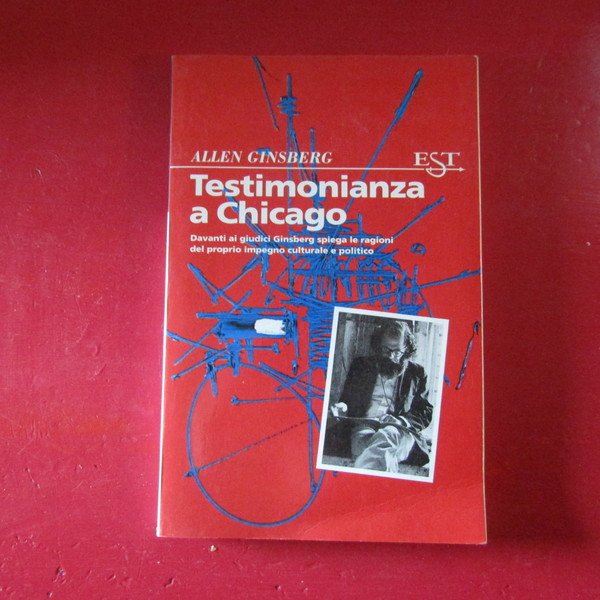 ALLEN GINSBERG
EST
Testimonianza
a Chicago
Davanti ai giudici Ginsberg spiega le ragioni
del proprio impegno culturale e politico